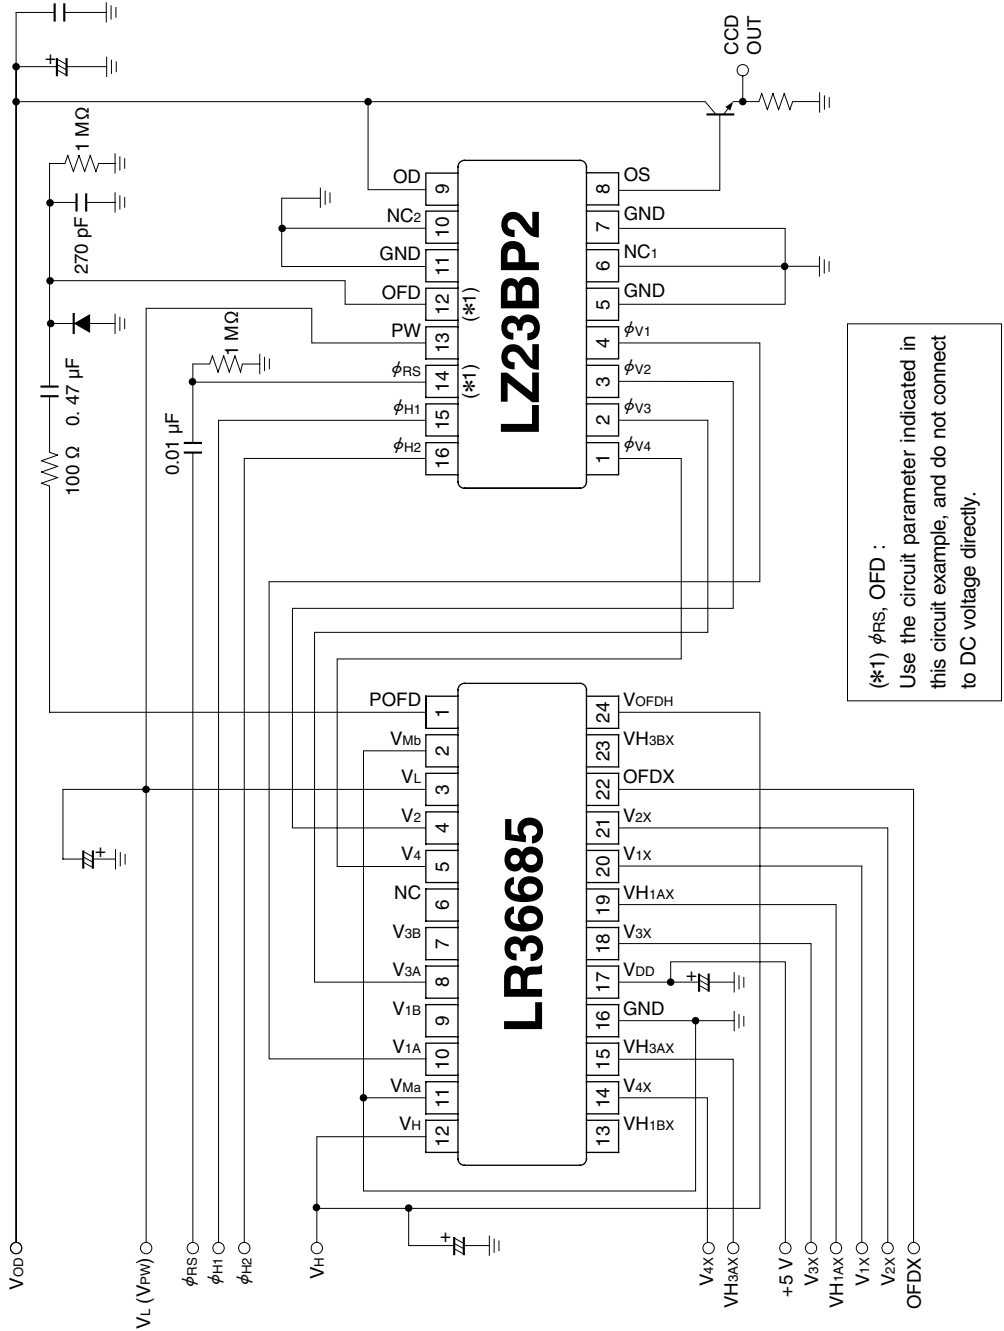 VOD
VL (VPW)
ϕRS
ϕH1
ϕH2
VH
V4X
VH3AX
+5 V
V3X
VH1AX
V1X
V2X
OFDX
+
+
+
+
100 Ω
0. 47 µF
270 pF
1 MΩ
0.01 µF
1 MΩ
CCD
OUT
LR36685
POFD
1
VMb
2
VL
3
V2
4
V4
5
NC
6
V3B
7
V3A
8
V1B
9
V1A
10
VMa
11
VH
12
13
VH1BX
14
V4X
15
VH3AX
16
GND
17
VDD
18
V3X
19
VH1AX
20
V1X
21
V2X
22
OFDX
23
VH3BX
24
VOFDH
LZ23BP2
ϕH2
16
ϕH1
15
ϕRS
14
(*1)
PW
13
OFD
12
(*1)
GND
11
NC2
10
OD
9
1
ϕV4
2
ϕV3
3
ϕV2
4
ϕV1
5
GND
6
NC1
7
GND
8
OS
(*1) ϕRS, OFD :
Use the circuit parameter indicated in
this circuit example, and do not connect
to DC voltage directly.